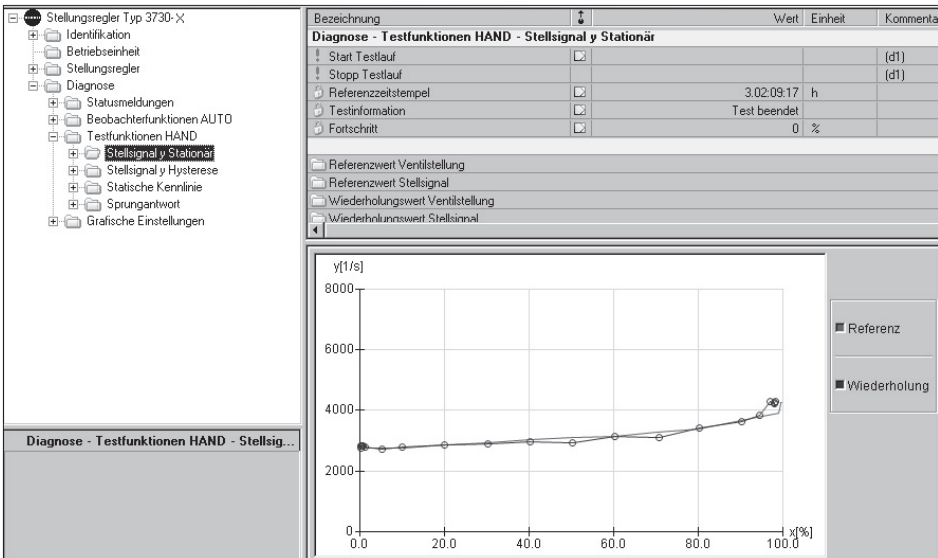 Stellungsregler Typ 3730-X
Identifikation
Betriebseinheit
Stellungsregler
Diagnose
Statusmeldungen
Beobachterfunktionen AUTO
Testfunktionen HAND
Stellsignal y Stationär
Stellsignal y Hysterese
Statische Kennlinie
Sprungantwort
Grafische Einstellungen
Diagnose - Testfunktionen HAND - Stellsig...
Bezeichnung Wert Einheit Kommenta
Diagnose - Testfunktionen HAND - Stellsignal y Stationär
Start Testlauf (d1)
Stopp Testlauf (d1)
Referenzzeitstempel 3.02:09:17 h
Testinformation Test beendet
Fortschritt 0 %
Referenzwert Ventilstellung
Referenzwert Stellsignal
Wiederholungswert Ventilstellung
Wiederholungswert Stellsignal
y[1/s]
8000
6000
4000
2000
0
0.0 20.0 40.0 60.0 80.0 100.0 x[%]
Referenz
Wiederholung